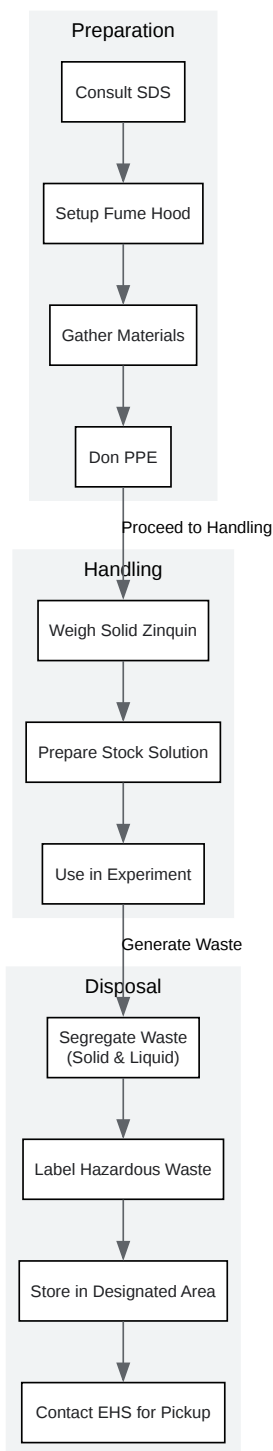 Preparation
Consult SDS
Setup Fume Hood
Gather Materials
Don PPE
Proceed to Handling
Handling
Weigh Solid Zinquin
Prepare Stock Solution
Use in Experiment
Generate Waste
Disposal
Segregate Waste
(Solid & Liquid)
Label Hazardous Waste
Store in Designated Area
Contact EHS for Pickup